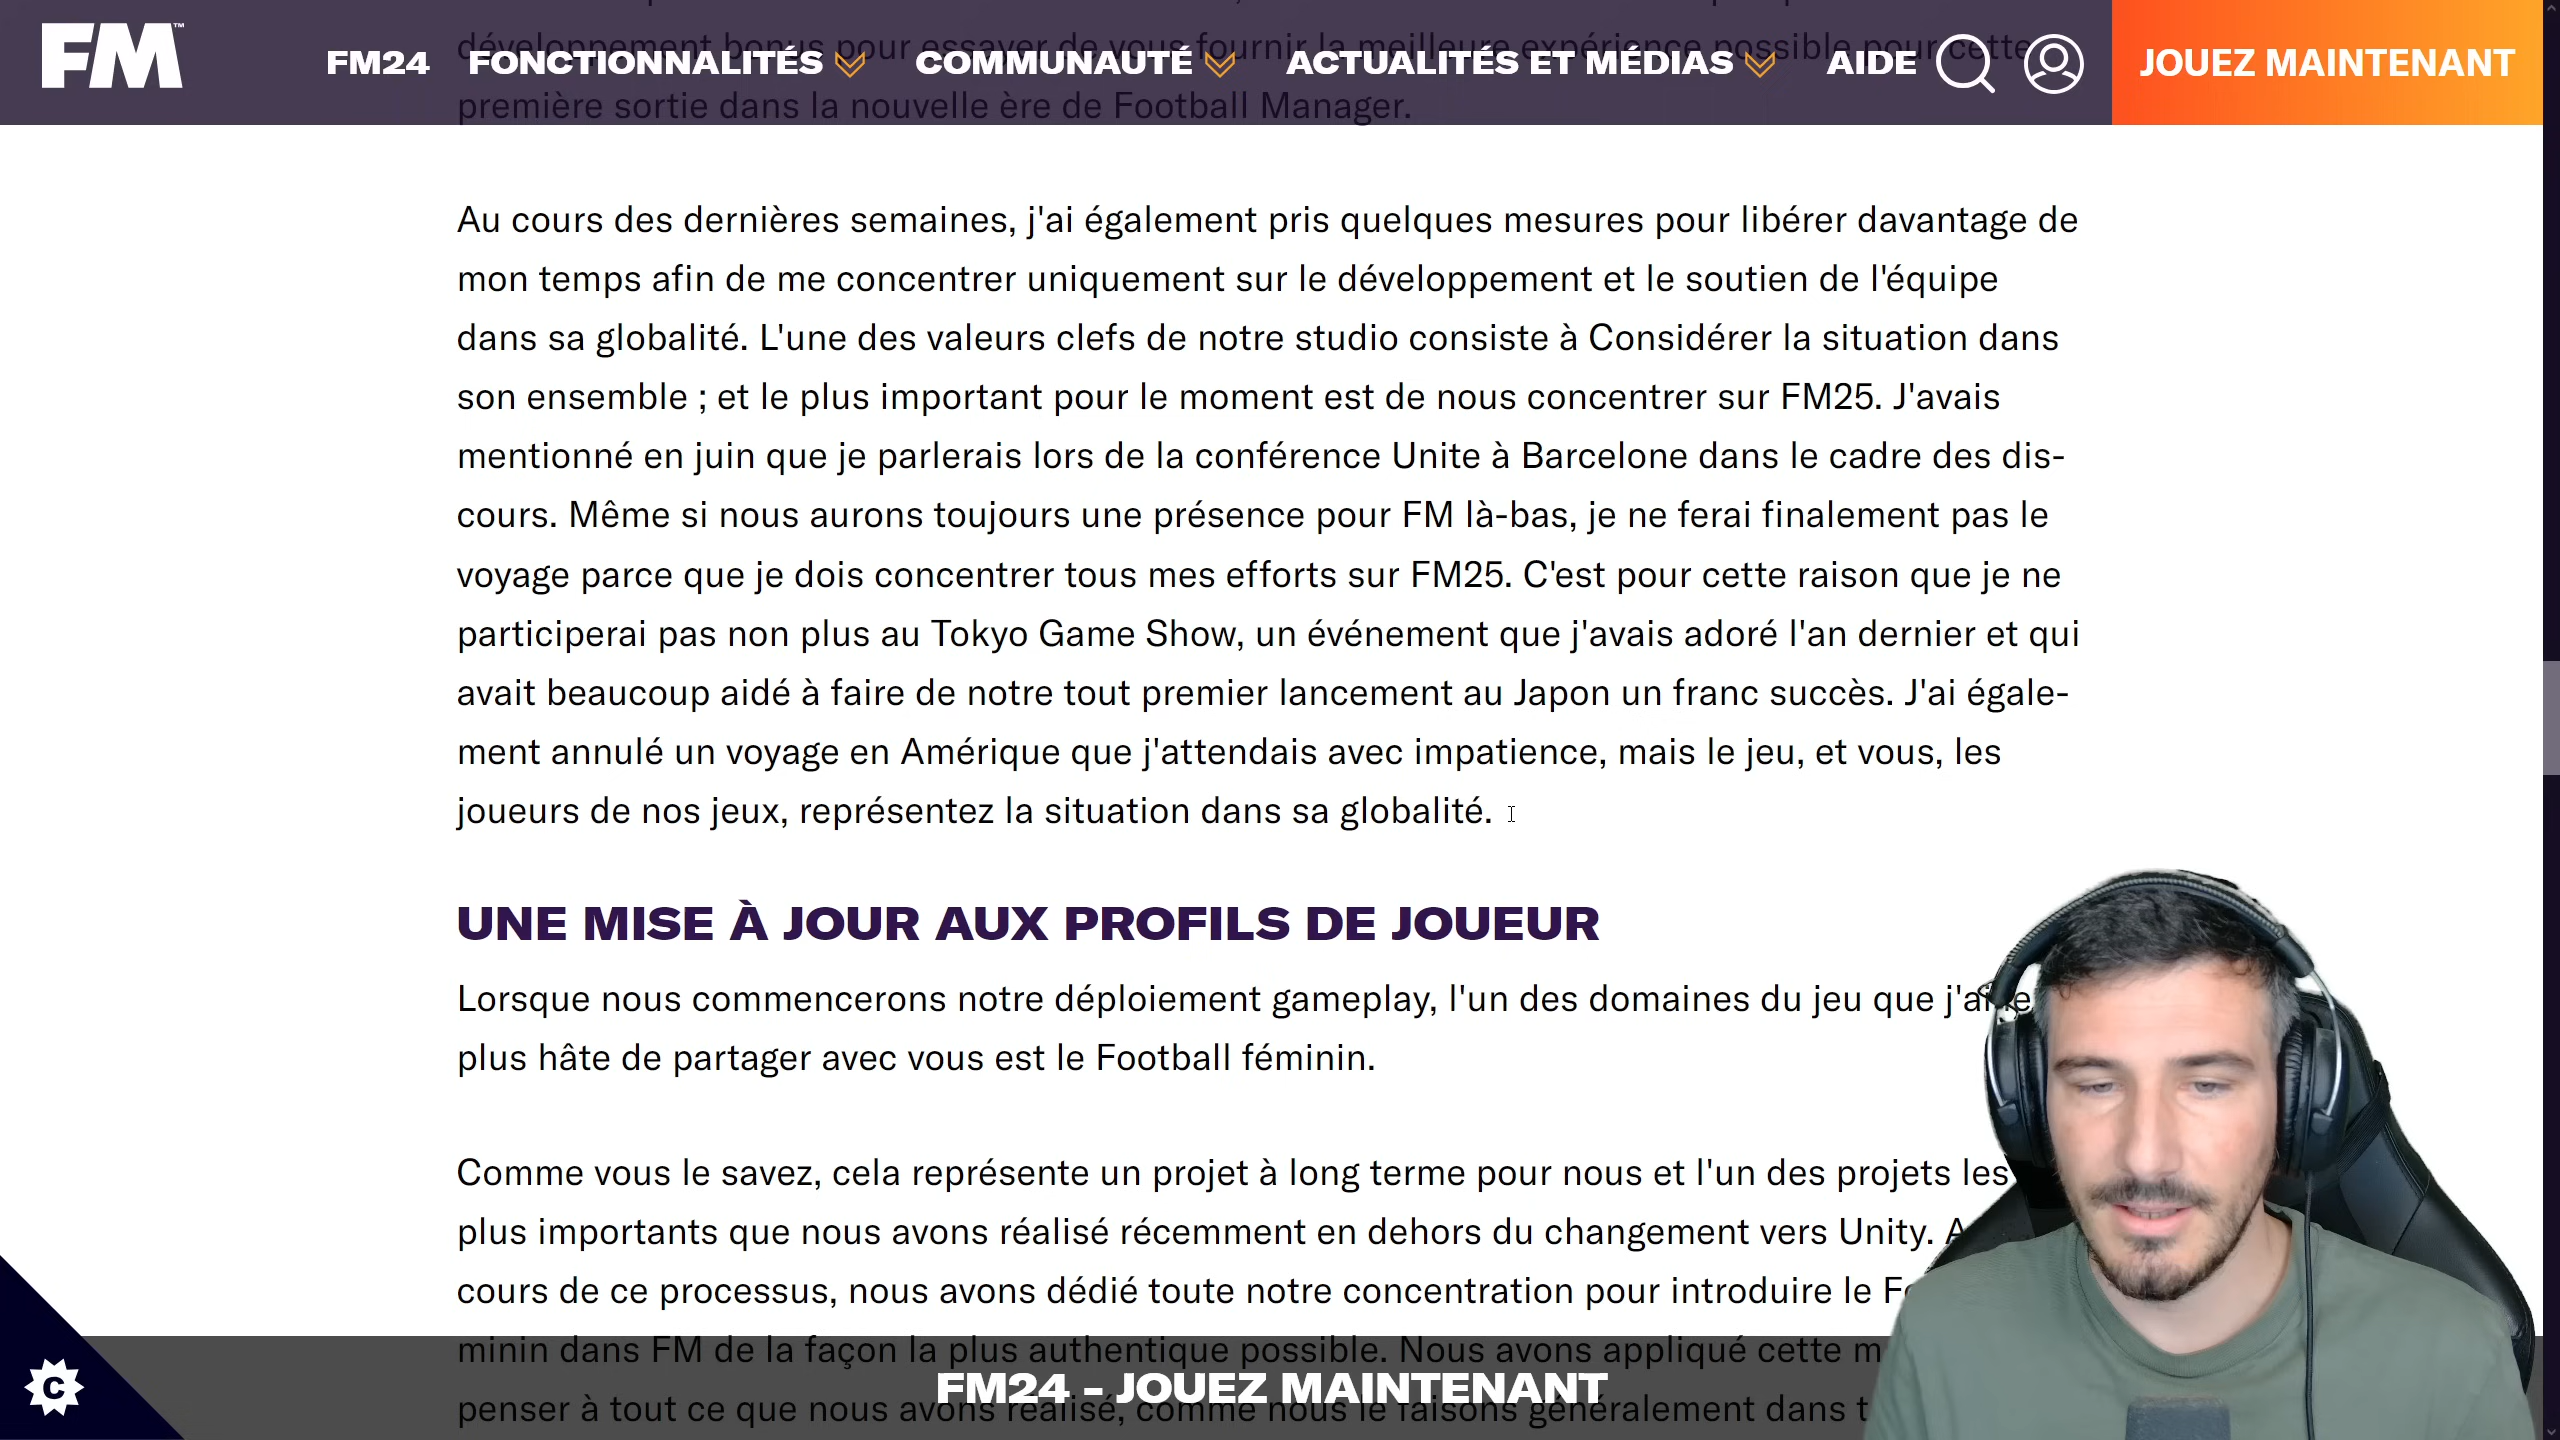 FM™
FM24 FONCTIONNALITÉS COMMUNAUTÉ ACTUALITÉS ET MÉDIAS AIDE JOUEZ MAINTENANT
développement bonus pour essayer de vous fournir la meilleure expérience possible pour cette
première sortie dans la nouvelle ère de Football Manager.
Au cours des dernières semaines, j'ai également pris quelques mesures pour libérer davantage de
mon temps afin de me concentrer uniquement sur le développement et le soutien de l'équipe
dans sa globalité. L'une des valeurs clefs de notre studio consiste à Considérer la situation dans
son ensemble ; et le plus important pour le moment est de nous concentrer sur FM25. J'avais
mentionné en juin que je parlerais lors de la conférence Unite à Barcelone dans le cadre des dis-
cours. Même si nous aurons toujours une présence pour FM là-bas, je ne ferai finalement pas le
voyage parce que je dois concentrer tous mes efforts sur FM25. C'est pour cette raison que je ne
participerai pas non plus au Tokyo Game Show, un événement que j'avais adoré l'an dernier et qui
avait beaucoup aidé à faire de notre tout premier lancement au Japon un franc succès. J'ai égale-
ment annulé un voyage en Amérique que j'attendais avec impatience, mais le jeu, et vous, les
joueurs de nos jeux, représentez la situation dans sa globalité.
UNE MISE À JOUR AUX PROFILS DE JOUEUR
Lorsque nous commencerons notre déploiement gameplay, l'un des domaines du jeu que
plus hâte de partager avec vous est le Football féminin.
Comme vous le savez, cela représente un projet à long terme pour nous et l'un des projets les
plus importants que nous avons réalisé récemment en dehors du changement vers Unity.
cours de ce processus, nous avons dédié toute notre concentration pour introduire le
minin dans FM de la façon la plus authentique possible. Nous avons appliqué cette
FM24 - JOUEZ MAINTENANT
penser à tout ce que nous avons réalisé, comme nous le faisons généralement dans
C